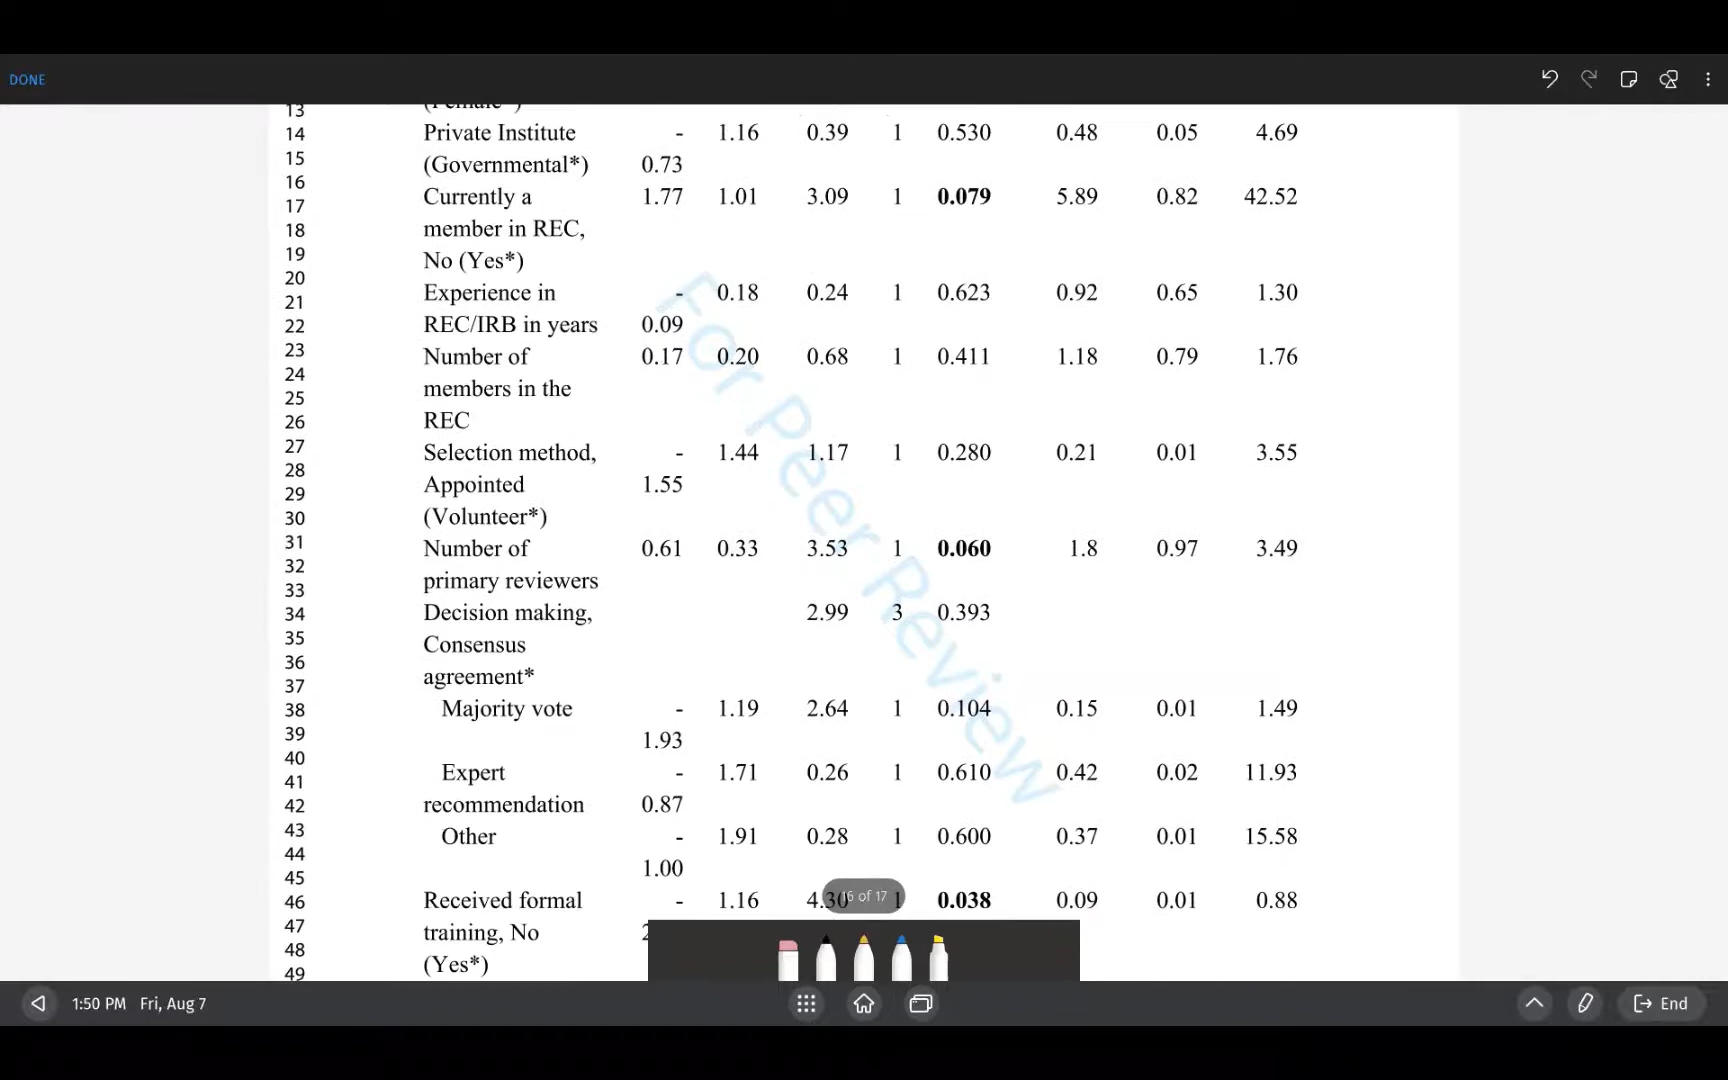 DONE
13 (Female*)
14 Private Institute - 1.16 0.39 1 0.530 0.48 0.05 4.69
15 (Governmental*) 0.73
16
17 Currently a 1.77 1.01 3.09 1 0.079 5.89 0.82 42.52
18 member in REC,
19 No (Yes*)
20
21 Experience in - 0.18 0.24 1 0.623 0.92 0.65 1.30
22 REC/IRB in years 0.09
23 Number of 0.17 0.20 0.68 1 0.411 1.18 0.79 1.76
24 members in the
25
26 REC
27 Selection method, - 1.44 1.17 1 0.280 0.21 0.01 3.55
28
29 Appointed 1.55
30 (Volunteer*)
31 Number of 0.61 0.33 3.53 1 0.060 1.8 0.97 3.49
32
33 primary reviewers
34 Decision making, 2.99 3 0.393
35 Consensus
36
37 agreement*
38 Majority vote - 1.19 2.64 1 0.104 0.15 0.01 1.49
39 1.93
40
41 Expert - 1.71 0.26 1 0.610 0.42 0.02 11.93
42 recommendation 0.87
43 Other - 1.91 0.28 1 0.600 0.37 0.01 15.58
44
45 1.00
46 Received formal - 1.16 4.30 1 0.038 0.09 0.01 0.88
47 training, No
48
49 (Yes*)
For Peer Review
16 of 17
1:50 PM Fri, Aug 7
End